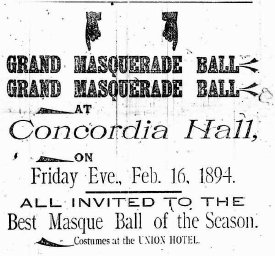 GRAND MASQUERADE BALL
GRAND MASQUERADE BALL
AT
Concordia Hall,
ON
Friday Eve., Feb. 16, 1894.
ALL INVITED TO THE
Best Masque Ball of the Season.
Costumes at the UNION HOTEL.